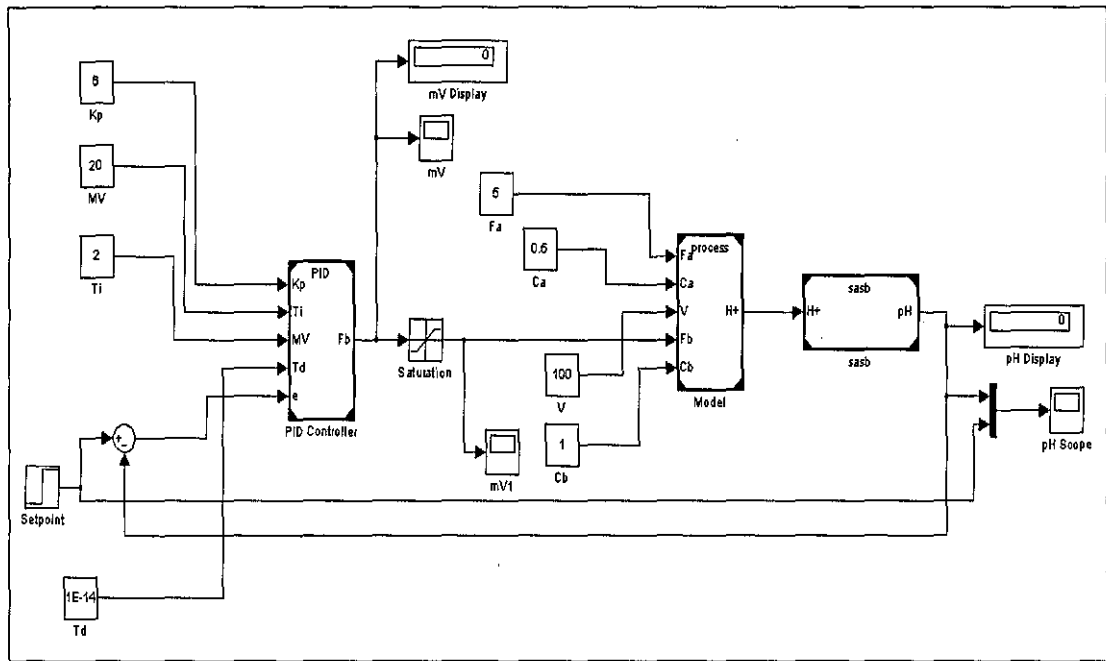 0
mV Display
6
Kp
mV
20
MV
5
Fa
0.6
Ca
2
Ti
PID
Kp
Ti
MV
Td
e
Fb
PID Controller
Saturation
mV1
process
Fa
Ca
V
Fb
Cb
H+
Model
100
V
1
Cb
sasb
H+
pH
sasb
0
pH Display
pH Scope
+
-
Setpoint
1E-14
Td